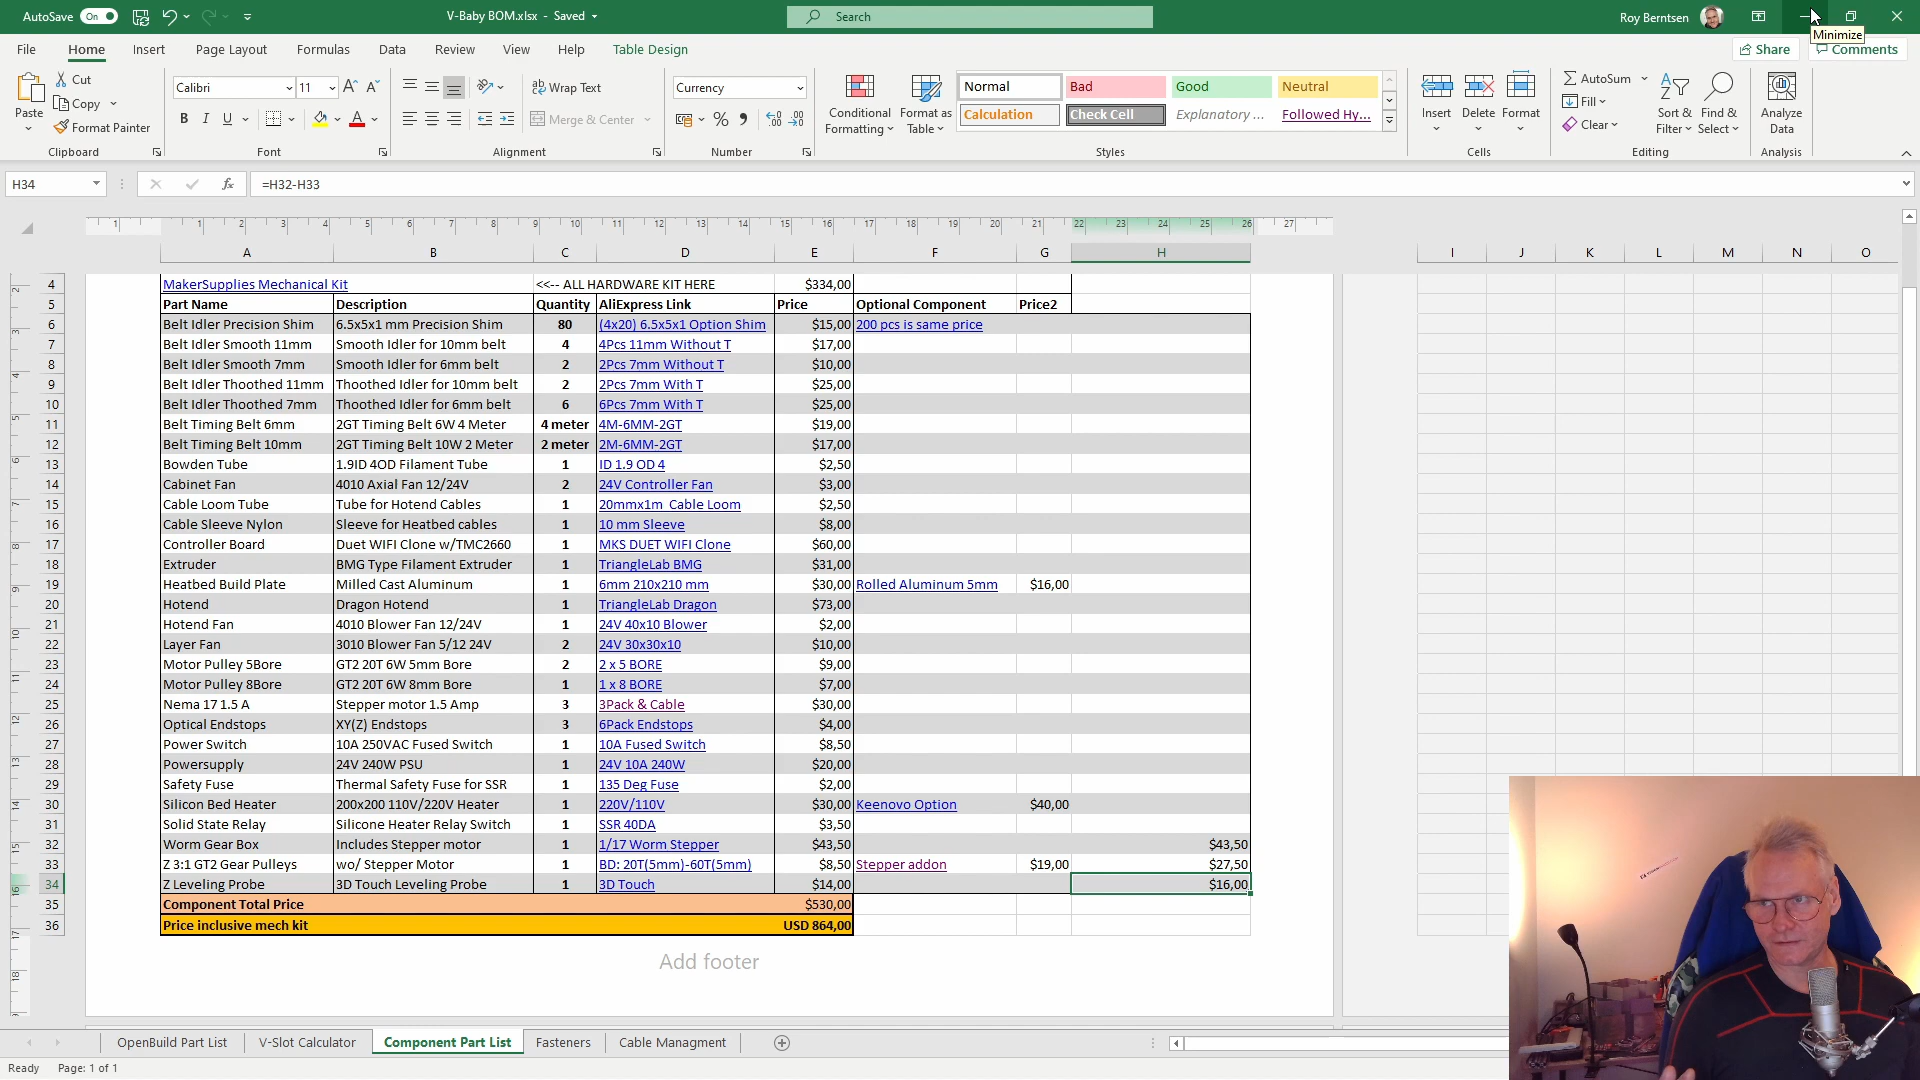 AutoSave On V-Baby BOM.xlsx - Saved Search Roy Berntsen
Minimize
File Home Insert Page Layout Formulas Data Review View Help Table Design Share Comments
Paste Cut Copy Format Painter Clipboard
Calibri 11 B I U Font
Wrap Text Merge & Center Alignment
Currency % Number
Conditional Formatting Format as Table
Normal Bad Good Neutral
Calculation Check Cell Explanatory ... Followed Hy...
Styles
Insert Delete Format Cells
AutoSum Fill Clear Sort & Filter Find & Select Editing
Analyze Data Analysis
H34 fx =H32-H33
1 1 2 3 4 5 6 7 8 9 10 11 12 13 14 15 16 17 18 19 20 21 22 23 24 25 26 27
A B C D E F G H I J K L M N O
4 MakerSupplies Mechanical Kit <<-- ALL HARDWARE KIT HERE $334,00
5 Part Name Description Quantity AliExpress Link Price Optional Component Price2
6 Belt Idler Precision Shim 6.5x5x1 mm Precision Shim 80 (4x20) 6.5x5x1 Option Shim $15,00 200 pcs is same price
7 Belt Idler Smooth 11mm Smooth Idler for 10mm belt 4 4Pcs 11mm Without T $17,00
8 Belt Idler Smooth 7mm Smooth Idler for 6mm belt 2 2Pcs 7mm Without T $10,00
9 Belt Idler Thoothed 11mm Thoothed Idler for 10mm belt 2 2Pcs 7mm With T $25,00
10 Belt Idler Thoothed 7mm Thoothed Idler for 6mm belt 6 6Pcs 7mm With T $25,00
11 Belt Timing Belt 6mm 2GT Timing Belt 6W 4 Meter 4 meter 4M-6MM-2GT $19,00
12 Belt Timing Belt 10mm 2GT Timing Belt 10W 2 Meter 2 meter 2M-6MM-2GT $17,00
13 Bowden Tube 1.9ID 4OD Filament Tube 1 ID 1.9 OD 4 $2,50
14 Cabinet Fan 4010 Axial Fan 12/24V 2 24V Controller Fan $3,00
15 Cable Loom Tube Tube for Hotend Cables 1 20mmx1m Cable Loom $2,50
16 Cable Sleeve Nylon Sleeve for Heatbed cables 1 10 mm Sleeve $8,00
17 Controller Board Duet WIFI Clone w/TMC2660 1 MKS DUET WIFI Clone $60,00
18 Extruder BMG Type Filament Extruder 1 TriangleLab BMG $31,00
19 Heatbed Build Plate Milled Cast Aluminum 1 6mm 210x210 mm $30,00 Rolled Aluminum 5mm $16,00
20 Hotend Dragon Hotend 1 TriangleLab Dragon $73,00
21 Hotend Fan 4010 Blower Fan 12/24V 1 24V 40x10 Blower $2,00
22 Layer Fan 3010 Blower Fan 5/12 24V 2 24V 30x30x10 $10,00
23 Motor Pulley 5Bore GT2 20T 6W 5mm Bore 2 2 x 5 BORE $9,00
24 Motor Pulley 8Bore GT2 20T 6W 8mm Bore 1 1 x 8 BORE $7,00
25 Nema 17 1.5 A Stepper motor 1.5 Amp 3 3Pack & Cable $30,00
26 Optical Endstops XY(Z) Endstops 3 6Pack Endstops $4,00
27 Power Switch 10A 250VAC Fused Switch 1 10A Fused Switch $8,50
28 Powersupply 24V 240W PSU 1 24V 10A 240W $20,00
29 Safety Fuse Thermal Safety Fuse for SSR 1 135 Deg Fuse $2,00
30 Silicon Bed Heater 200x200 110V/220V Heater 1 220V/110V $30,00 Keenovo Option $40,00
31 Solid State Relay Silicone Heater Relay Switch 1 SSR 40DA $3,50
32 Worm Gear Box Includes Stepper motor 1 1/17 Worm Stepper $43,50 $43,50
33 Z 3:1 GT2 Gear Pulleys wo/ Stepper Motor 1 BD: 20T(5mm)-60T(5mm) $8,50 Stepper addon $19,00 $27,50
34 Z Leveling Probe 3D Touch Leveling Probe 1 3D Touch $14,00 $16,00
35 Component Total Price $530,00
36 Price inclusive mech kit USD 864,00
Add footer
OpenBuild Part List V-Slot Calculator Component Part List Fasteners Cable Managment
Ready Page: 1 of 1